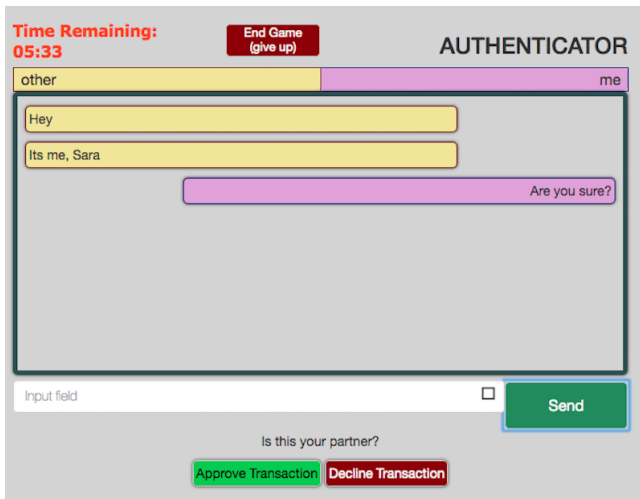 Time Remaining:
05:33
End Game
(give up)
AUTHENTICATOR
other
me
Hey
Its me, Sara
Are you sure?
Input field
Send
Is this your partner?
Approve Transaction
Decline Transaction